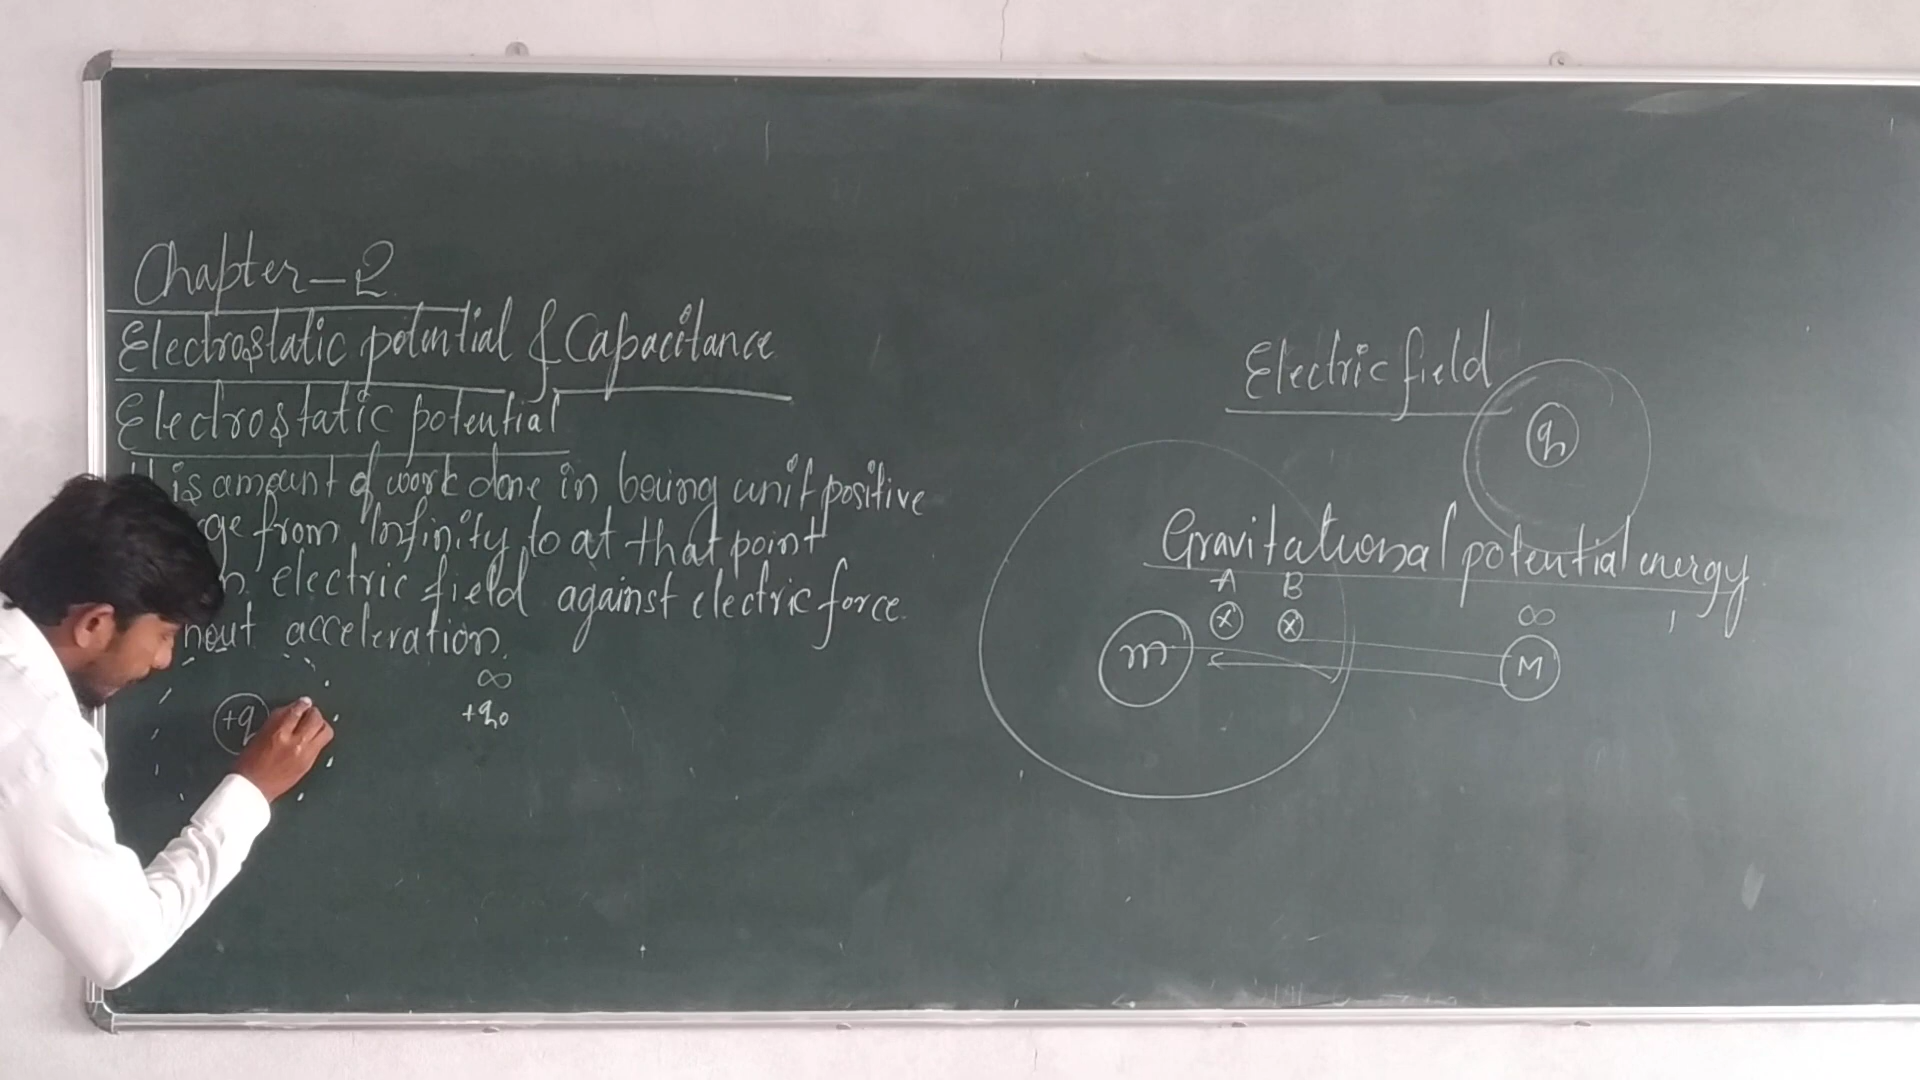 Chapter-2
Electrostatic potential & Capacitance
Electrostatic potential
is amount of work done in being unit positive
from Infinity to at that point
electric field against electric force
acceleration.
∞
+q
+q₀
Electric field
q
Gravitational potential energy
A B
x x ∞
m M